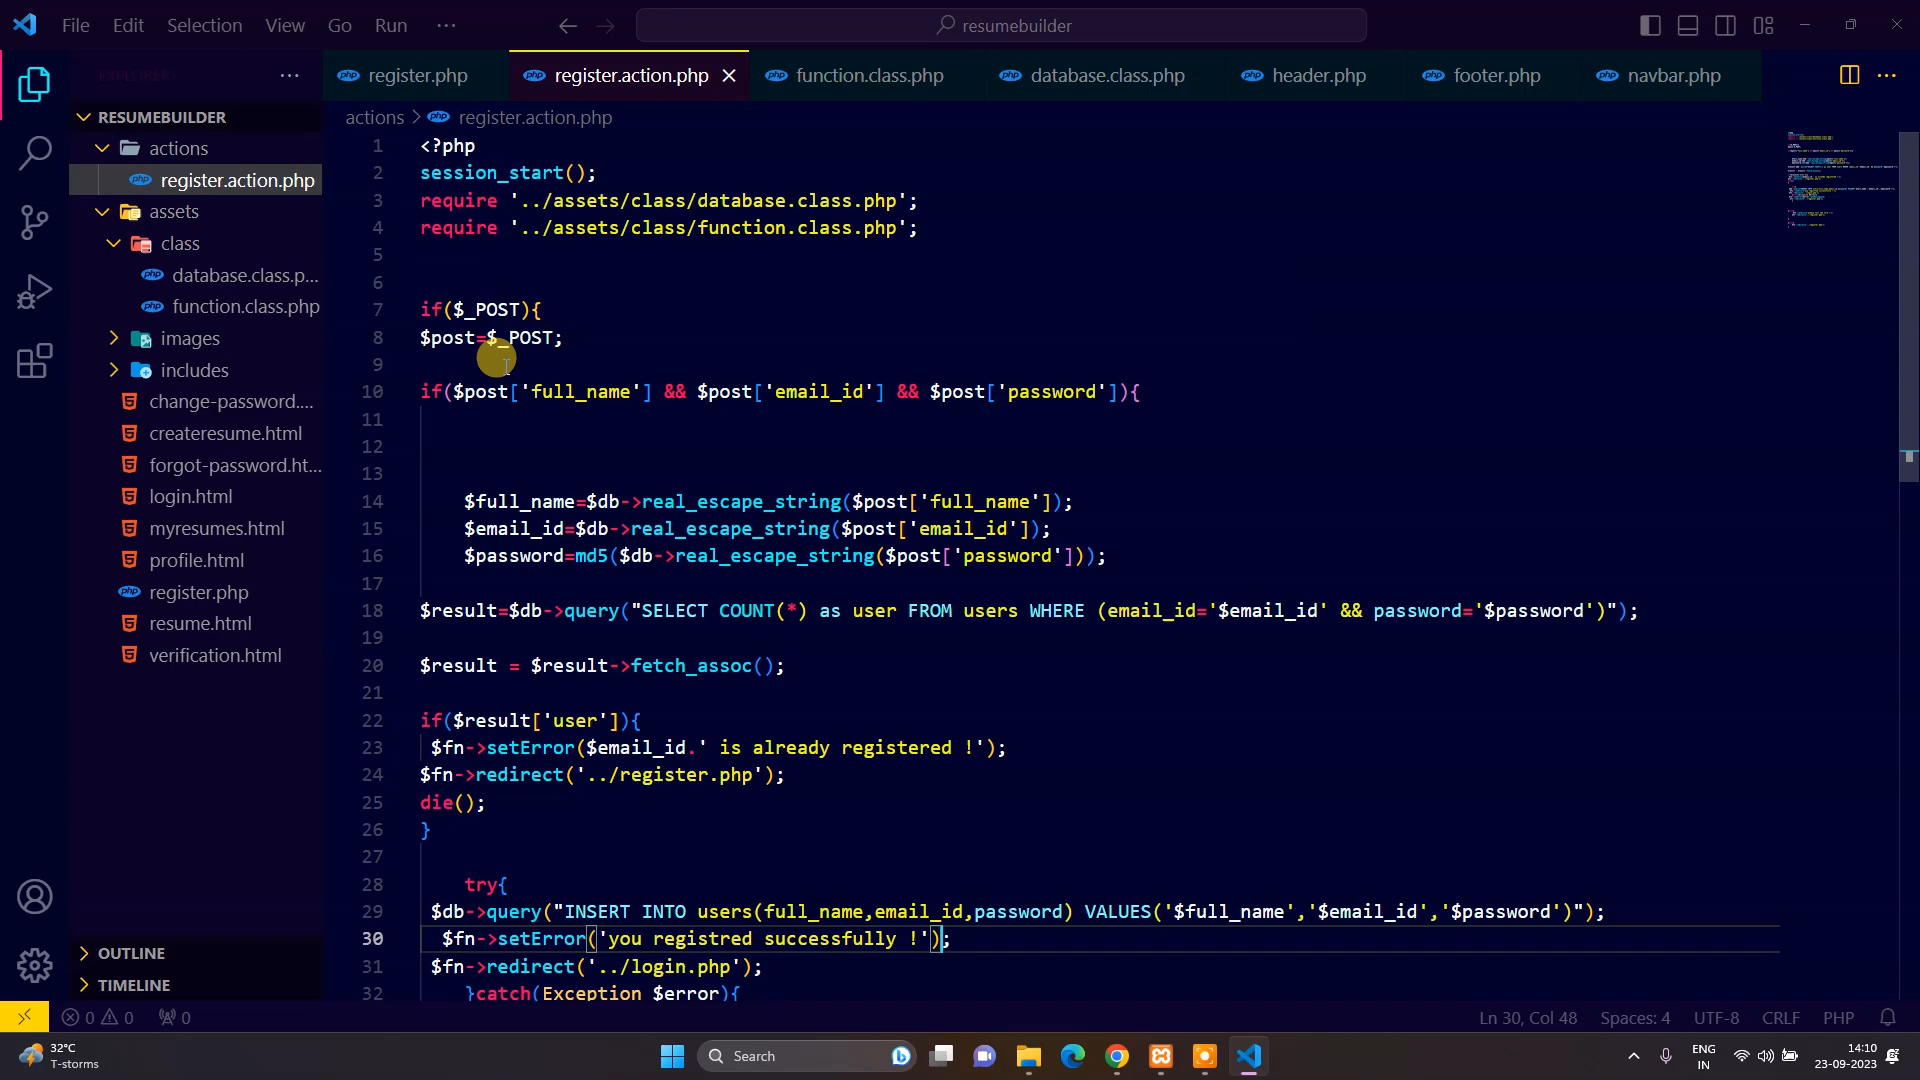 File Edit Selection View Go Run ···
resumebuilder
EXPLORER
register.php register.action.php function.class.php database.class.php header.php footer.php navbar.php
actions > register.action.php
RESUMEBUILDER
actions
register.action.php
assets
class
database.class.p...
function.class.php
images
includes
change-password....
createresume.html
forgot-password.ht...
login.html
myresumes.html
profile.html
register.php
resume.html
verification.html
OUTLINE
TIMELINE
1 <?php
2 session_start();
3 require '../assets/class/database.class.php';
4 require '../assets/class/function.class.php';
5
6
7 if($_POST){
8 $post=$_POST;
9
10 if($post['full_name'] && $post['email_id'] && $post['password']){
11
12
13
14 $full_name=$db->real_escape_string($post['full_name']);
15 $email_id=$db->real_escape_string($post['email_id']);
16 $password=md5($db->real_escape_string($post['password']));
17
18 $result=$db->query("SELECT COUNT(*) as user FROM users WHERE (email_id='$email_id' && password='$password')");
19
20 $result = $result->fetch_assoc();
21
22 if($result['user']){
23 $fn->setError($email_id.' is already registered !');
24 $fn->redirect('../register.php');
25 die();
26 }
27
28 try{
29 $db->query("INSERT INTO users(full_name,email_id,password) VALUES('$full_name','$email_id','$password')");
30 $fn->setError('you registred successfully !');
31 $fn->redirect('../login.php');
32 }catch(Exception $error){
0 0 0
Ln 30, Col 48 Spaces: 4 UTF-8 CRLF PHP
32°C
T-storms
Search
ENG
IN
14:10
23-09-2023